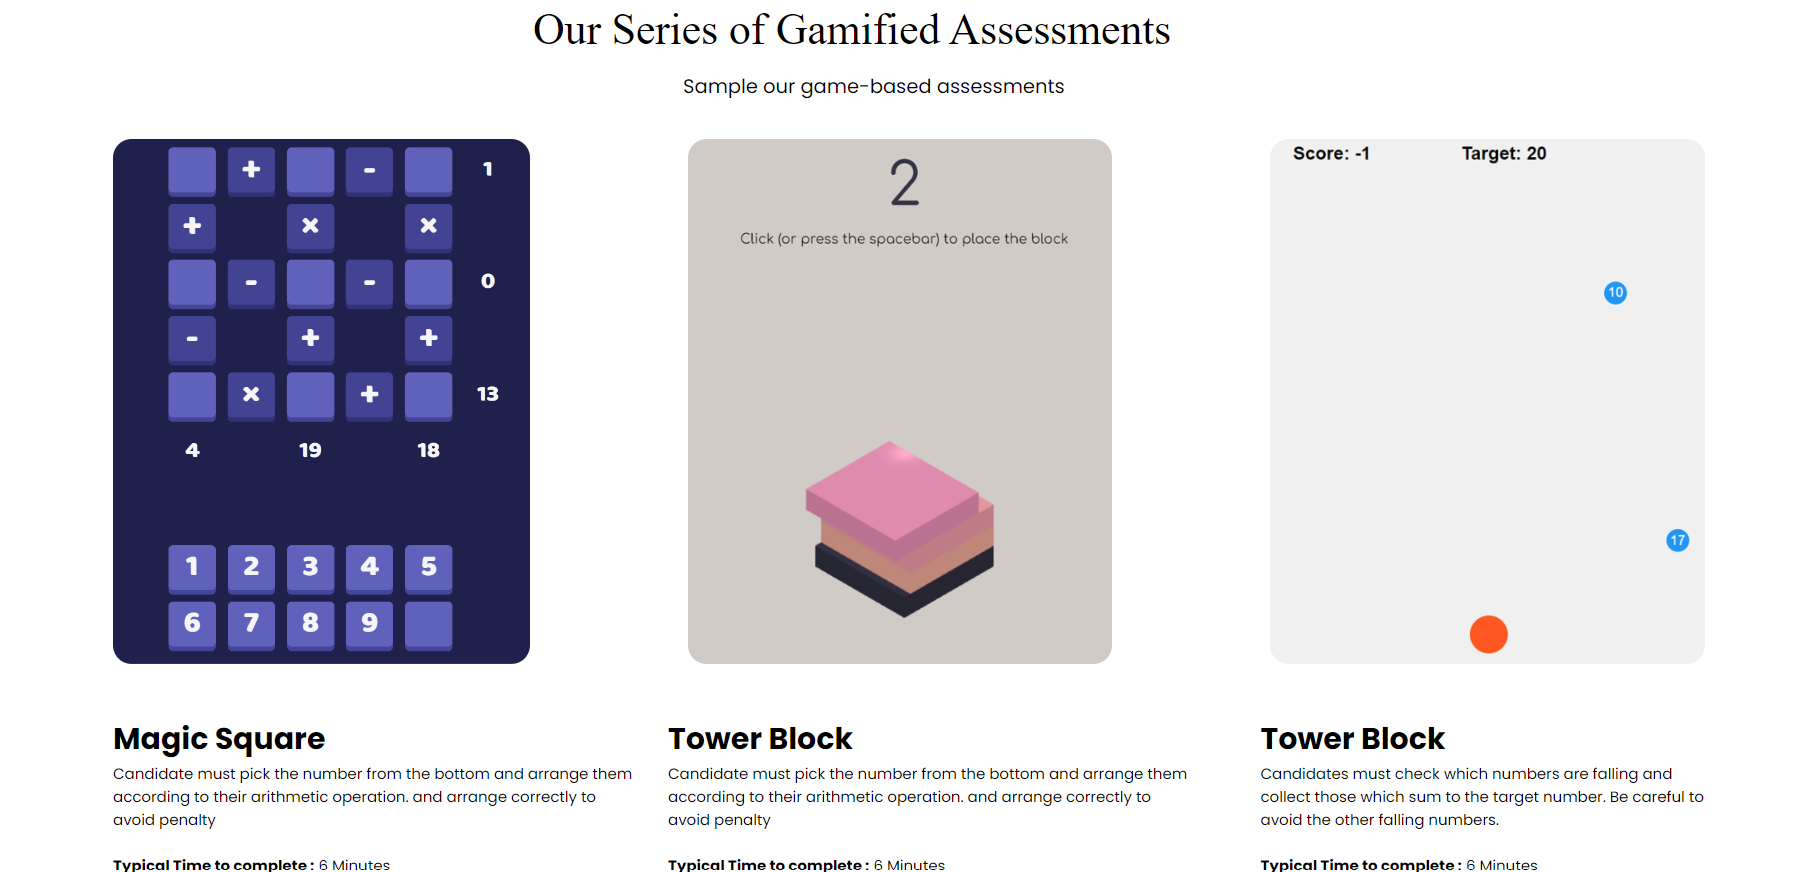 Our Series of Gamified Assessments
Sample our game-based assessments
+ - 1
+ × ×
- - 0
- + +
× + 13
4 19 18
1 2 3 4 5
6 7 8 9
2
Click (or press the spacebar) to place the block
Score: -1 Target: 20
10
17
Magic Square
Candidate must pick the number from the bottom and arrange them
according to their arithmetic operation. and arrange correctly to
avoid penalty
Typical Time to complete : 6 Minutes
Tower Block
Candidate must pick the number from the bottom and arrange them
according to their arithmetic operation. and arrange correctly to
avoid penalty
Typical Time to complete : 6 Minutes
Tower Block
Candidates must check which numbers are falling and
collect those which sum to the target number. Be careful to
avoid the other falling numbers.
Typical Time to complete : 6 Minutes